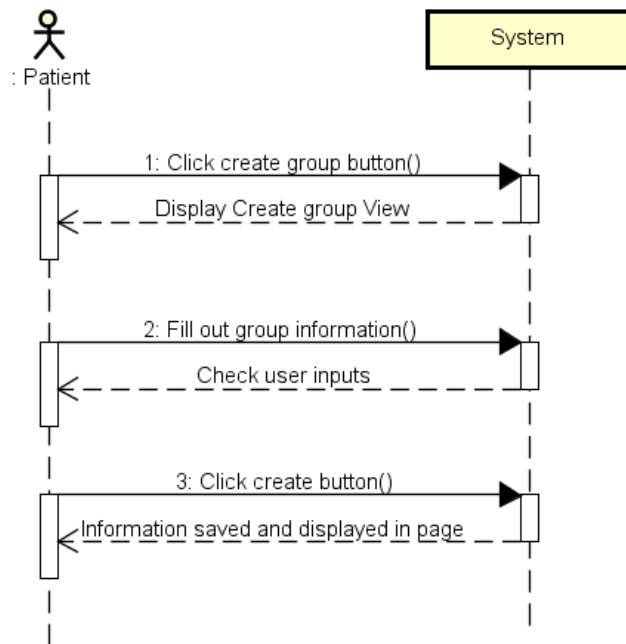 System
: Patient
1: Click create group button()
Display Create group View
2: Fill out group information()
Check user inputs
3: Click create button()
Information saved and displayed in page